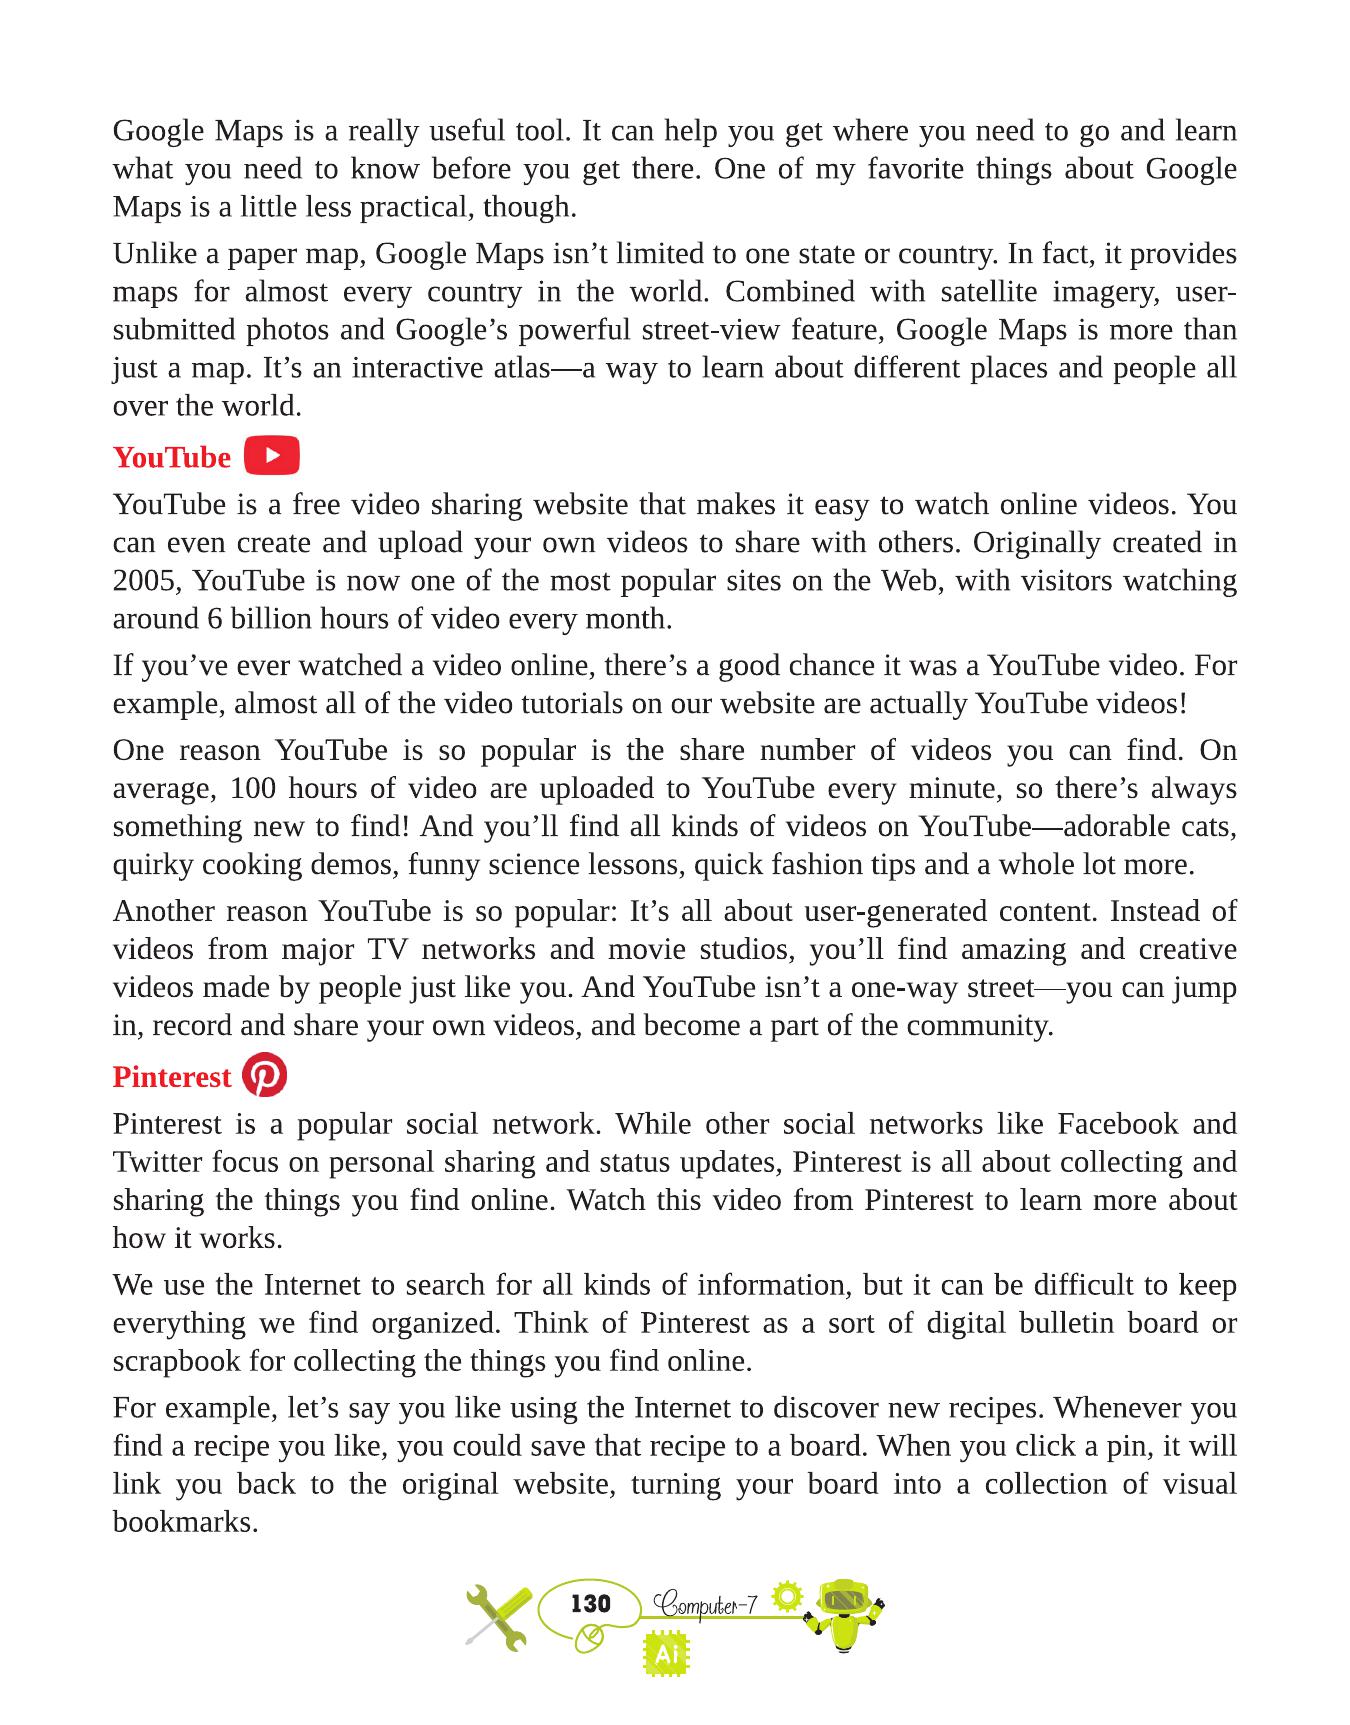 Google Maps is a really useful tool. It can help you get where you need to go and learn
what you need to know before you get there. One of my favorite things about Google
Maps is a little less practical, though.
Unlike a paper map, Google Maps isn’t limited to one state or country. In fact, it provides
maps for almost every country in the world. Combined with satellite imagery, user-
submitted photos and Google’s powerful street-view feature, Google Maps is more than
just a map. It’s an interactive atlas—a way to learn about different places and people all
over the world.
YouTube
YouTube is a free video sharing website that makes it easy to watch online videos. You
can even create and upload your own videos to share with others. Originally created in
2005, YouTube is now one of the most popular sites on the Web, with visitors watching
around 6 billion hours of video every month.
If you’ve ever watched a video online, there’s a good chance it was a YouTube video. For
example, almost all of the video tutorials on our website are actually YouTube videos!
One reason YouTube is so popular is the share number of videos you can find. On
average, 100 hours of video are uploaded to YouTube every minute, so there’s always
something new to find! And you’ll find all kinds of videos on YouTube—adorable cats,
quirky cooking demos, funny science lessons, quick fashion tips and a whole lot more.
Another reason YouTube is so popular: It’s all about user-generated content. Instead of
videos from major TV networks and movie studios, you’ll find amazing and creative
videos made by people just like you. And YouTube isn’t a one-way street—you can jump
in, record and share your own videos, and become a part of the community.
Pinterest
Pinterest is a popular social network. While other social networks like Facebook and
Twitter focus on personal sharing and status updates, Pinterest is all about collecting and
sharing the things you find online. Watch this video from Pinterest to learn more about
how it works.
We use the Internet to search for all kinds of information, but it can be difficult to keep
everything we find organized. Think of Pinterest as a sort of digital bulletin board or
scrapbook for collecting the things you find online.
For example, let’s say you like using the Internet to discover new recipes. Whenever you
find a recipe you like, you could save that recipe to a board. When you click a pin, it will
link you back to the original website, turning your board into a collection of visual
bookmarks.
130 Computer-7
Ai